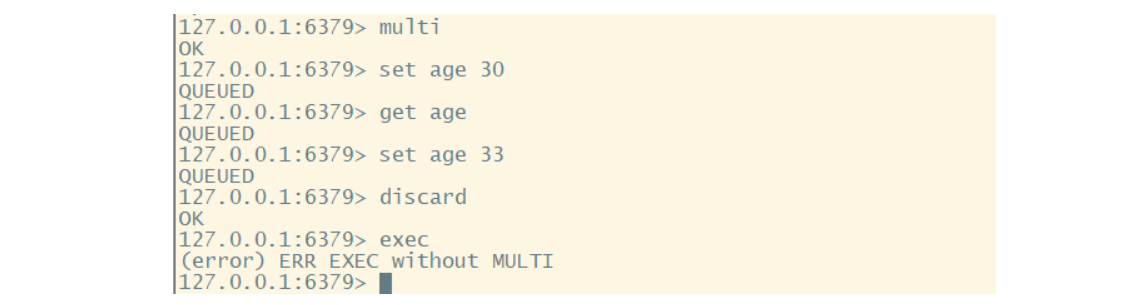 127.0.0.1:6379> multi
OK
127.0.0.1:6379> set age 30
QUEUED
127.0.0.1:6379> get age
QUEUED
127.0.0.1:6379> set age 33
QUEUED
127.0.0.1:6379> discard
OK
127.0.0.1:6379> exec
(error) ERR EXEC without MULTI
127.0.0.1:6379>